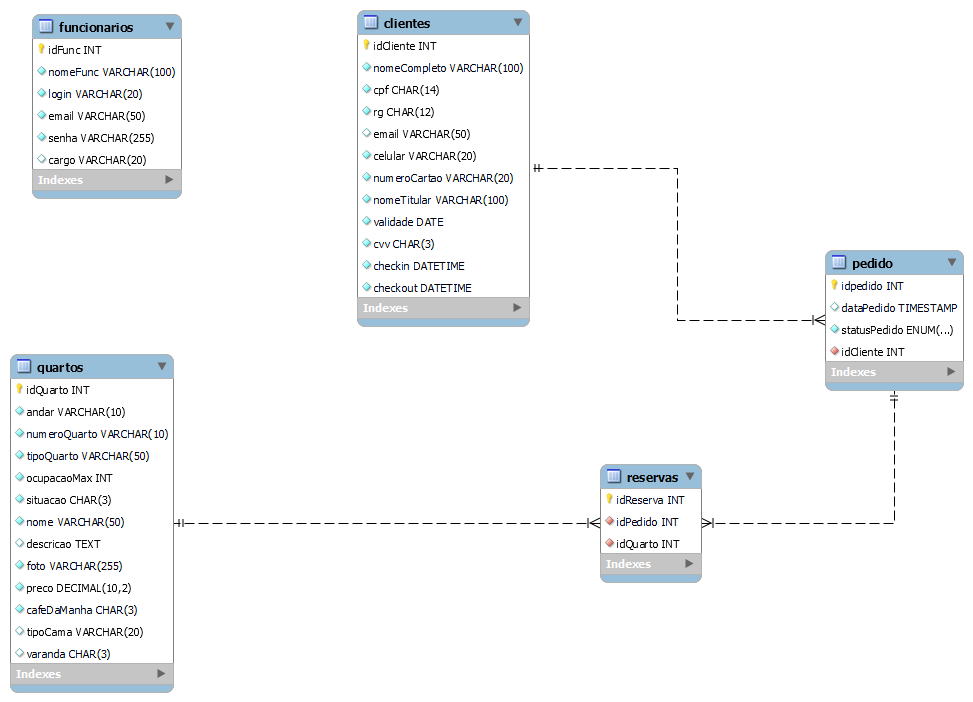 funcionarios
idFunc INT
nomeFunc VARCHAR(100)
login VARCHAR(20)
email VARCHAR(50)
senha VARCHAR(255)
cargo VARCHAR(20)
Indexes
clientes
idCliente INT
nomeCompleto VARCHAR(100)
cpf CHAR(14)
rg CHAR(12)
email VARCHAR(50)
celular VARCHAR(20)
numeroCartao VARCHAR(20)
nomeTitular VARCHAR(100)
validade DATE
cvv CHAR(3)
checkin DATETIME
checkout DATETIME
Indexes
pedido
idpedido INT
dataPedido TIMESTAMP
statusPedido ENUM(...)
idCliente INT
Indexes
quartos
idQuarto INT
andar VARCHAR(10)
numeroQuarto VARCHAR(10)
tipoQuarto VARCHAR(50)
ocupacaoMax INT
situacao CHAR(3)
nome VARCHAR(50)
descricao TEXT
foto VARCHAR(255)
preco DECIMAL(10,2)
cafeDaManha CHAR(3)
tipoCama VARCHAR(20)
varanda CHAR(3)
Indexes
reservas
idReserva INT
idPedido INT
idQuarto INT
Indexes